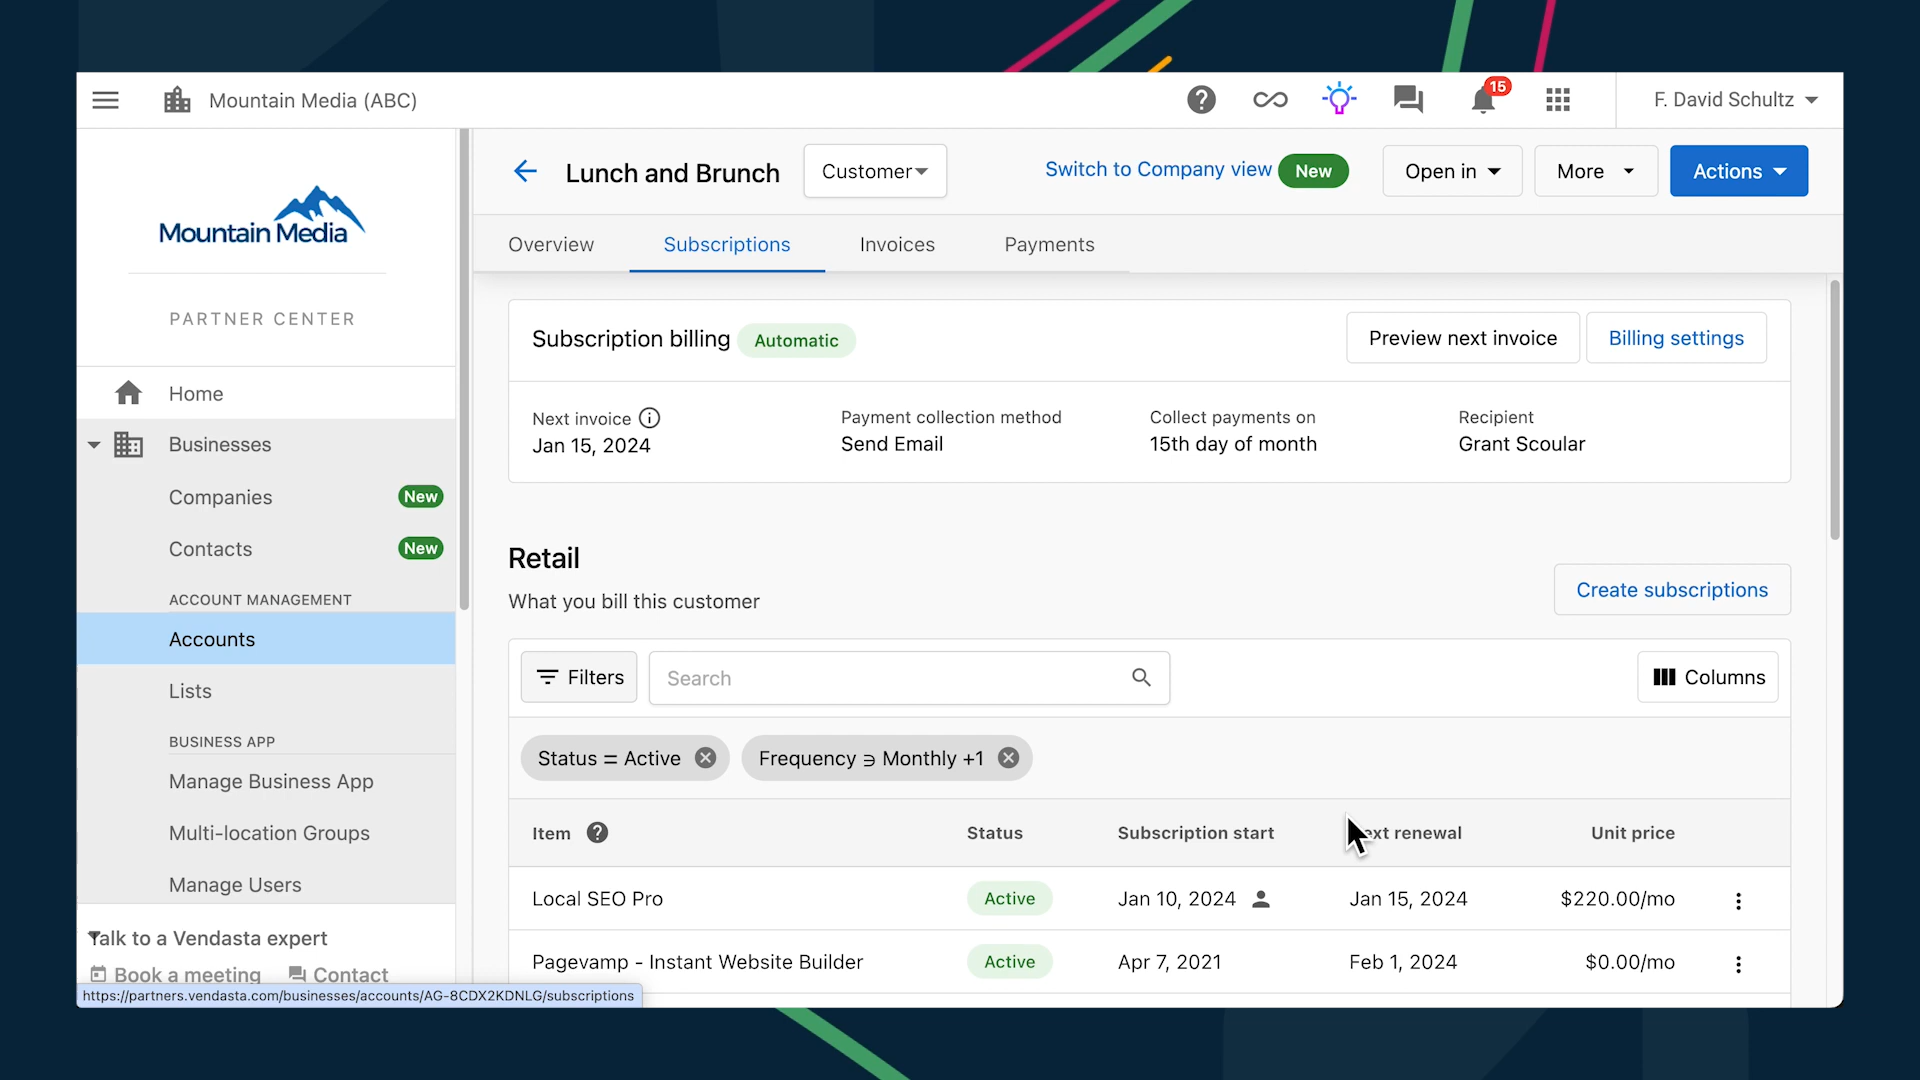 Mountain Media (ABC)
15
F. David Schultz
Mountain Media
PARTNER CENTER
Home
Businesses
Companies New
Contacts New
ACCOUNT MANAGEMENT
Accounts
Lists
BUSINESS APP
Manage Business App
Multi-location Groups
Manage Users
Talk to a Vendasta expert
Book a meeting Contact
https://partners.vendasta.com/businesses/accounts/AG-8CDX2KDNLG/subscriptions
Lunch and Brunch Customer Switch to Company view New Open in More Actions
Overview Subscriptions Invoices Payments
Subscription billing Automatic Preview next invoice Billing settings
Next invoice Payment collection method Collect payments on Recipient
Jan 15, 2024 Send Email 15th day of month Grant Scoular
Retail
What you bill this customer
Create subscriptions
Filters Search Columns
Status = Active Frequency ∋ Monthly +1
Item Status Subscription start ext renewal Unit price
Local SEO Pro Active Jan 10, 2024 Jan 15, 2024 $220.00/mo
Pagevamp - Instant Website Builder Active Apr 7, 2021 Feb 1, 2024 $0.00/mo